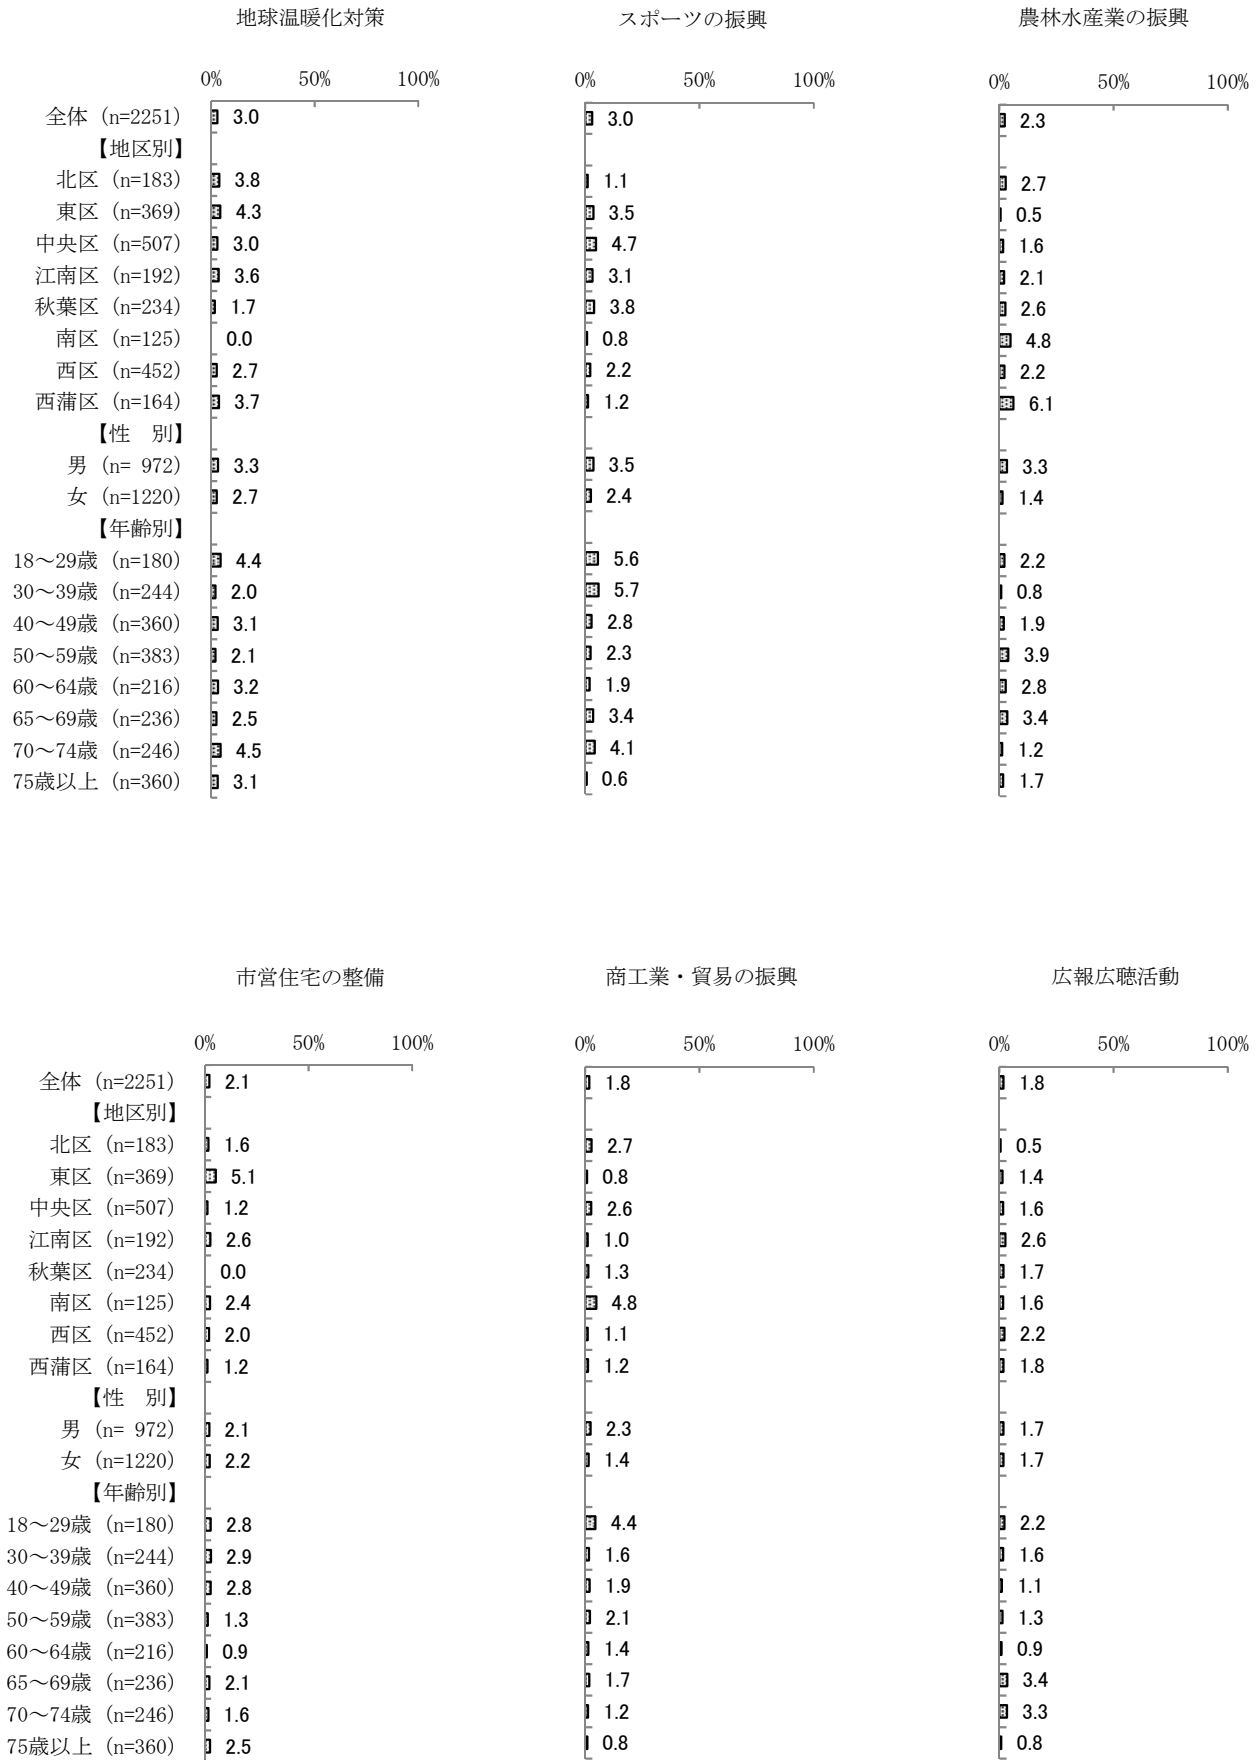 地球温暖化対策 スポーツの振興 農林水産業の振興
0% 50% 100% 0% 50% 100% 0% 50% 100%
全体 (n=2251) 3.0 3.0 2.3
【地区別】
北区 (n=183) 3.8 1.1 2.7
東区 (n=369) 4.3 3.5 0.5
中央区 (n=507) 3.0 4.7 1.6
江南区 (n=192) 3.6 3.1 2.1
秋葉区 (n=234) 1.7 3.8 2.6
南区 (n=125) 0.0 0.8 4.8
西区 (n=452) 2.7 2.2 2.2
西蒲区 (n=164) 3.7 1.2 6.1
【性　別】
男 (n= 972) 3.3 3.5 3.3
女 (n=1220) 2.7 2.4 1.4
【年齢別】
18～29歳 (n=180) 4.4 5.6 2.2
30～39歳 (n=244) 2.0 5.7 0.8
40～49歳 (n=360) 3.1 2.8 1.9
50～59歳 (n=383) 2.1 2.3 3.9
60～64歳 (n=216) 3.2 1.9 2.8
65～69歳 (n=236) 2.5 3.4 3.4
70～74歳 (n=246) 4.5 4.1 1.2
75歳以上 (n=360) 3.1 0.6 1.7
市営住宅の整備 商工業・貿易の振興 広報広聴活動
0% 50% 100% 0% 50% 100% 0% 50% 100%
全体 (n=2251) 2.1 1.8 1.8
【地区別】
北区 (n=183) 1.6 2.7 0.5
東区 (n=369) 5.1 0.8 1.4
中央区 (n=507) 1.2 2.6 1.6
江南区 (n=192) 2.6 1.0 2.6
秋葉区 (n=234) 0.0 1.3 1.7
南区 (n=125) 2.4 4.8 1.6
西区 (n=452) 2.0 1.1 2.2
西蒲区 (n=164) 1.2 1.2 1.8
【性　別】
男 (n= 972) 2.1 2.3 1.7
女 (n=1220) 2.2 1.4 1.7
【年齢別】
18～29歳 (n=180) 2.8 4.4 2.2
30～39歳 (n=244) 2.9 1.6 1.6
40～49歳 (n=360) 2.8 1.9 1.1
50～59歳 (n=383) 1.3 2.1 1.3
60～64歳 (n=216) 0.9 1.4 0.9
65～69歳 (n=236) 2.1 1.7 3.4
70～74歳 (n=246) 1.6 1.2 3.3
75歳以上 (n=360) 2.5 0.8 0.8